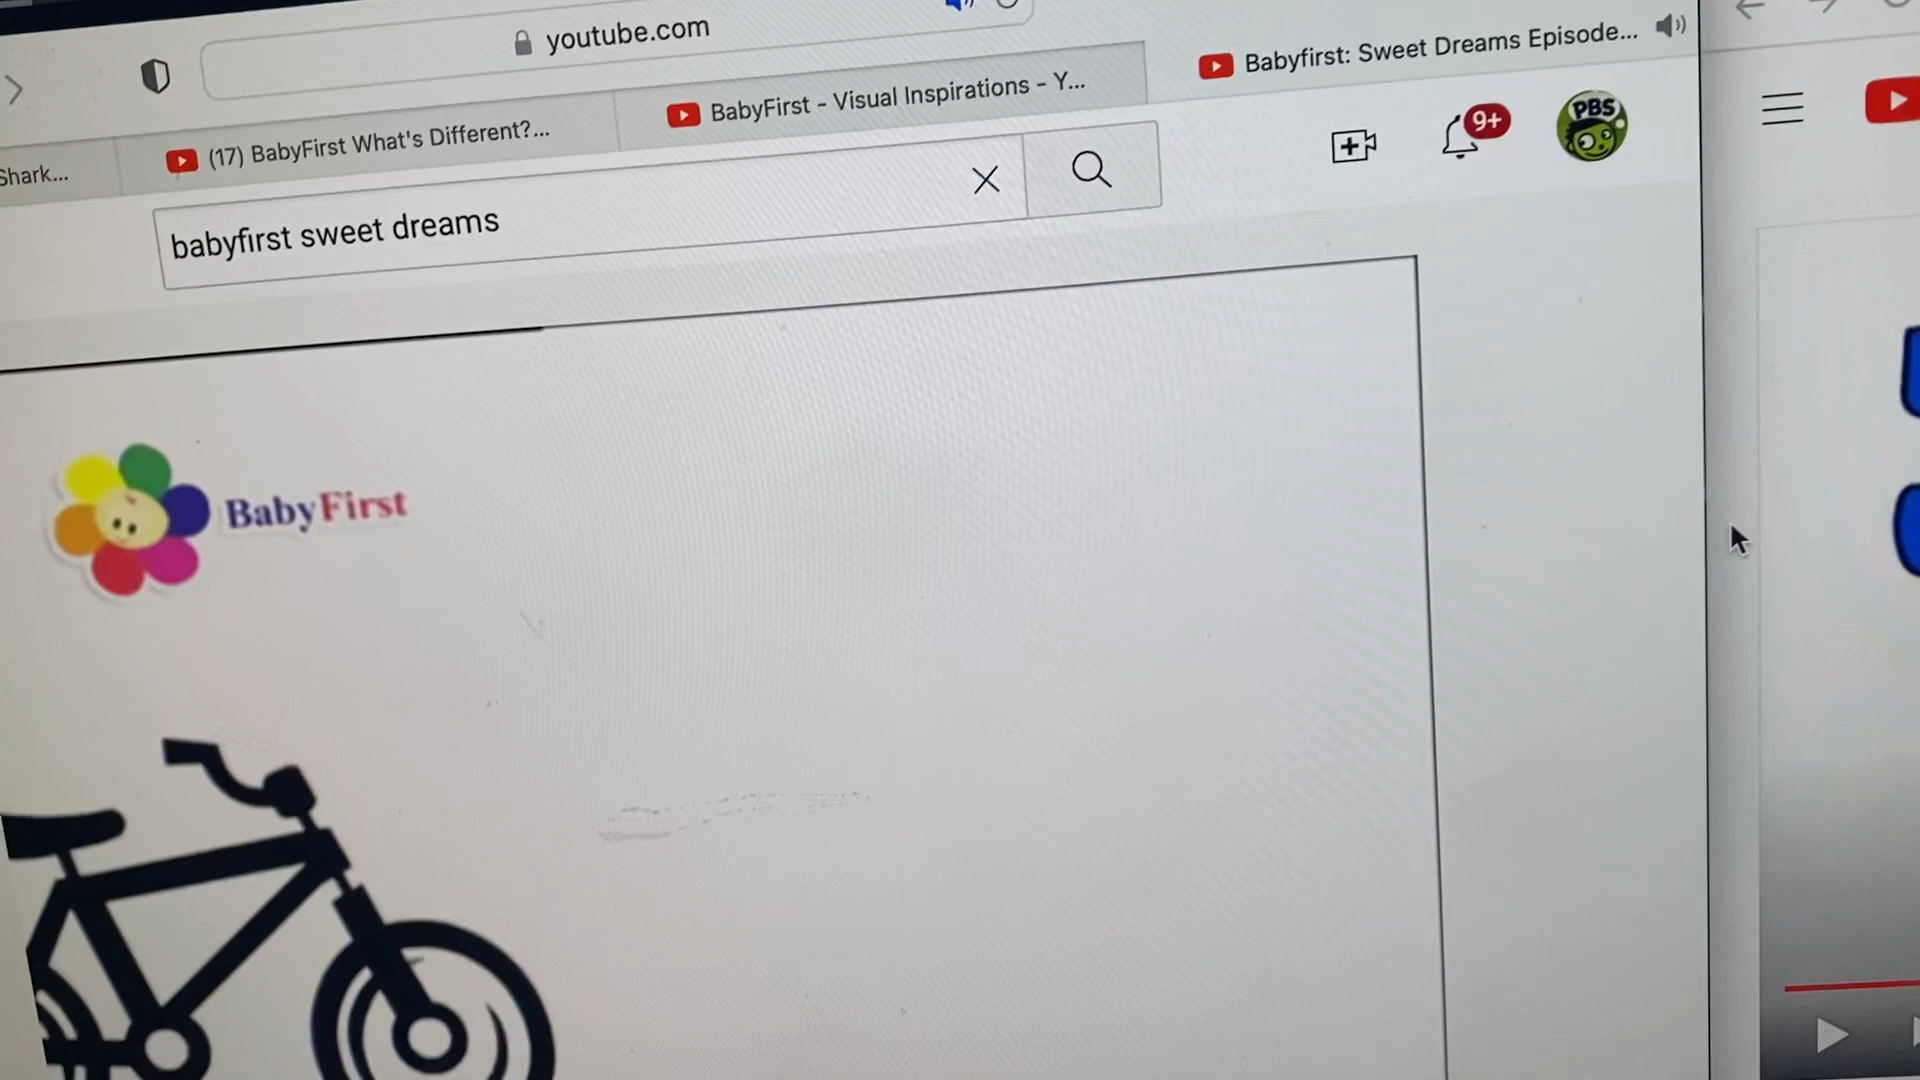 youtube.com
Shark...
(17) BabyFirst What's Different?...
BabyFirst - Visual Inspirations - Y...
Babyfirst: Sweet Dreams Episode...
babyfirst sweet dreams
9+
PBS
BabyFirst